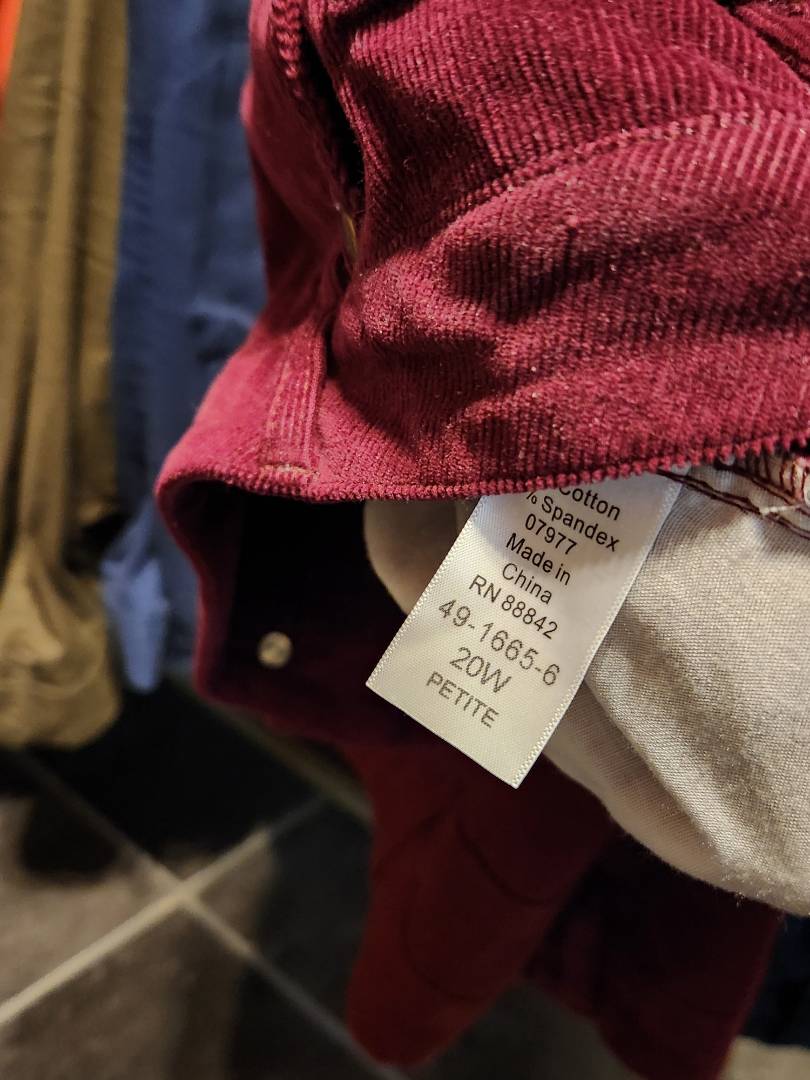 Cotton
% Spandex
07977
Made in
China
RN 88842
49-1665-6
20W
PETITE